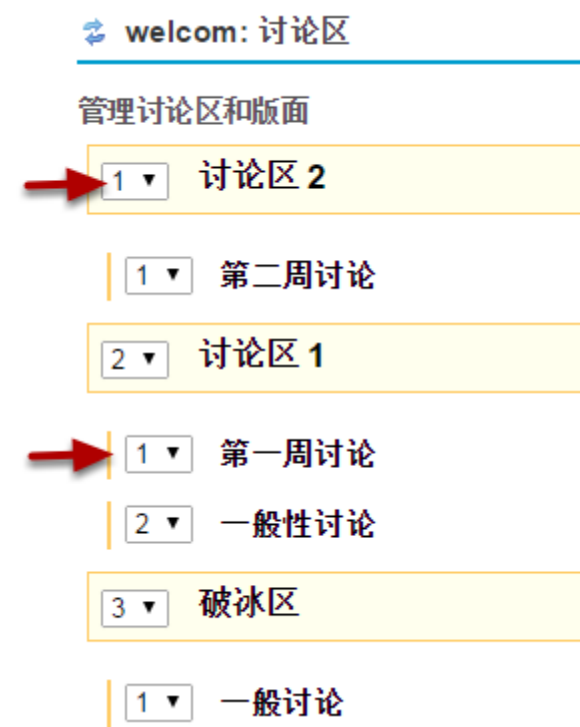 welcom: 讨论区
管理讨论区和版面
1 讨论区 2
1 第二周讨论
2 讨论区 1
1 第一周讨论
2 一般性讨论
3 破冰区
1 一般讨论